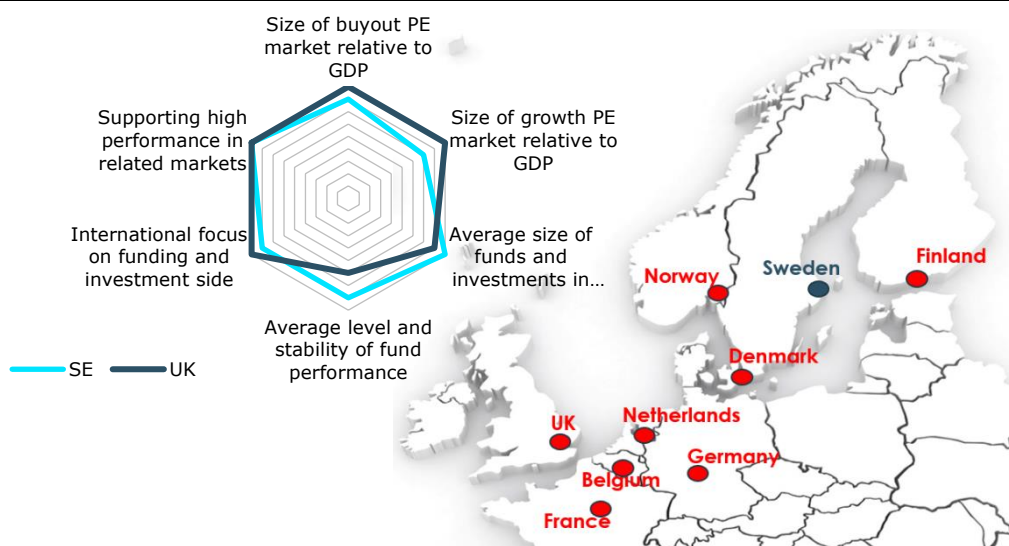 Size of buyout PE
market relative to
GDP
Supporting high
performance in
related markets
Size of growth PE
market relative to
GDP
International focus
on funding and
investment side
Average size of
funds and
investments in…
Average level and
stability of fund
performance
SE
UK
Norway
Sweden
Finland
Denmark
UK
Netherlands
Germany
Belgium
France